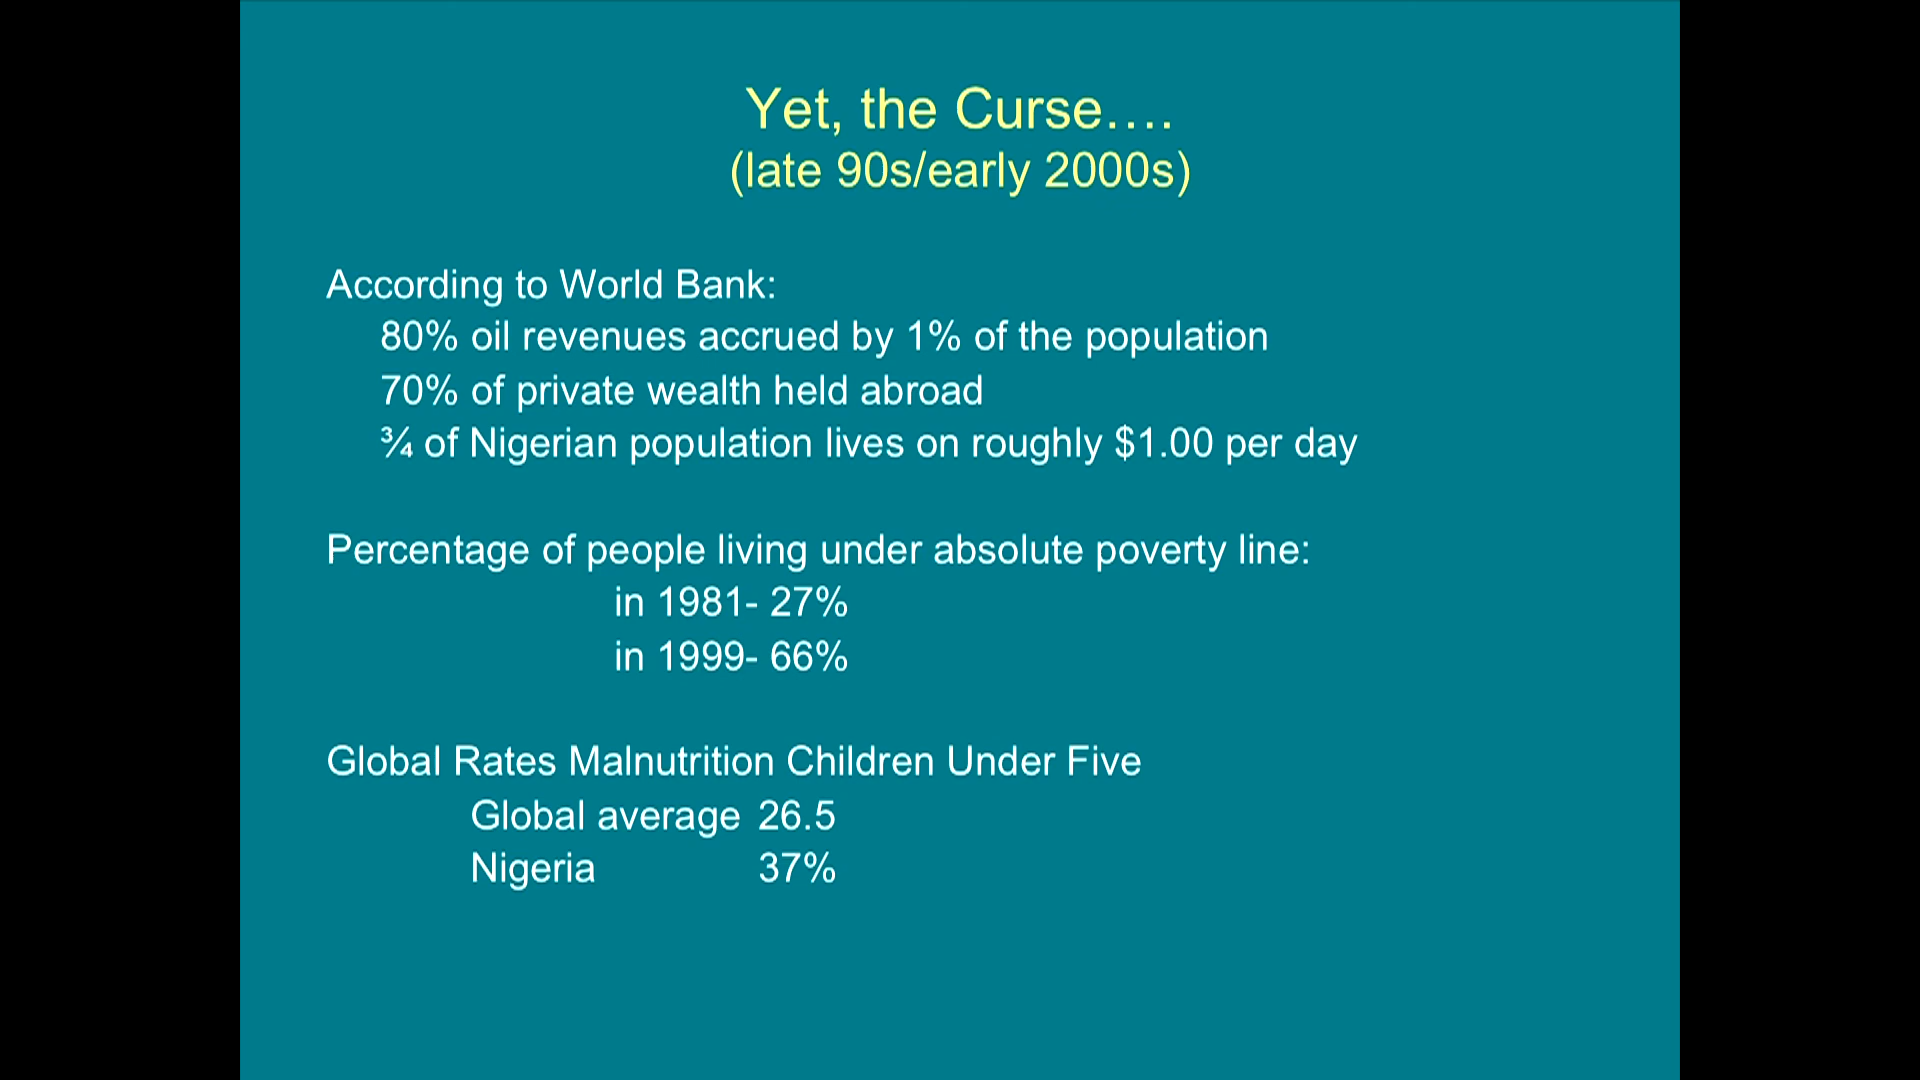 Yet, the Curse….
(late 90s/early 2000s)
According to World Bank:
80% oil revenues accrued by 1% of the population
70% of private wealth held abroad
¾ of Nigerian population lives on roughly $1.00 per day
Percentage of people living under absolute poverty line:
in 1981- 27%
in 1999- 66%
Global Rates Malnutrition Children Under Five
Global average 26.5
Nigeria 37%